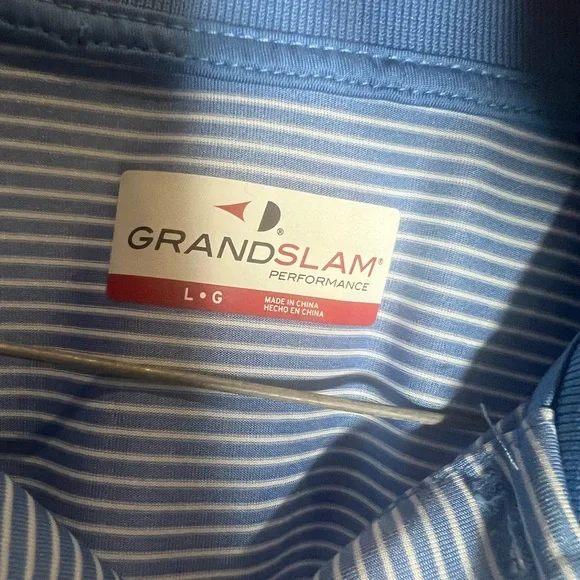 GRANDSLAM®
PERFORMANCE
L • G
MADE IN CHINA
HECHO EN CHINA